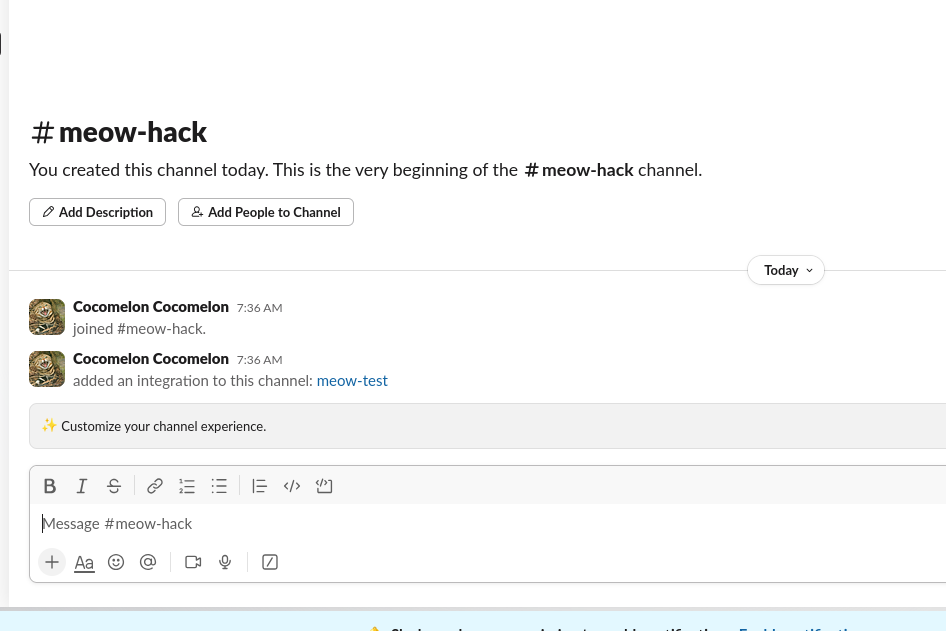 # meow-hack
You created this channel today. This is the very beginning of the # meow-hack channel.
Add Description
Add People to Channel
Today
Cocomelon Cocomelon 7:36 AM
joined #meow-hack.
Cocomelon Cocomelon 7:36 AM
added an integration to this channel: meow-test
✨ Customize your channel experience.
B I S
Message #meow-hack
+ Aa @